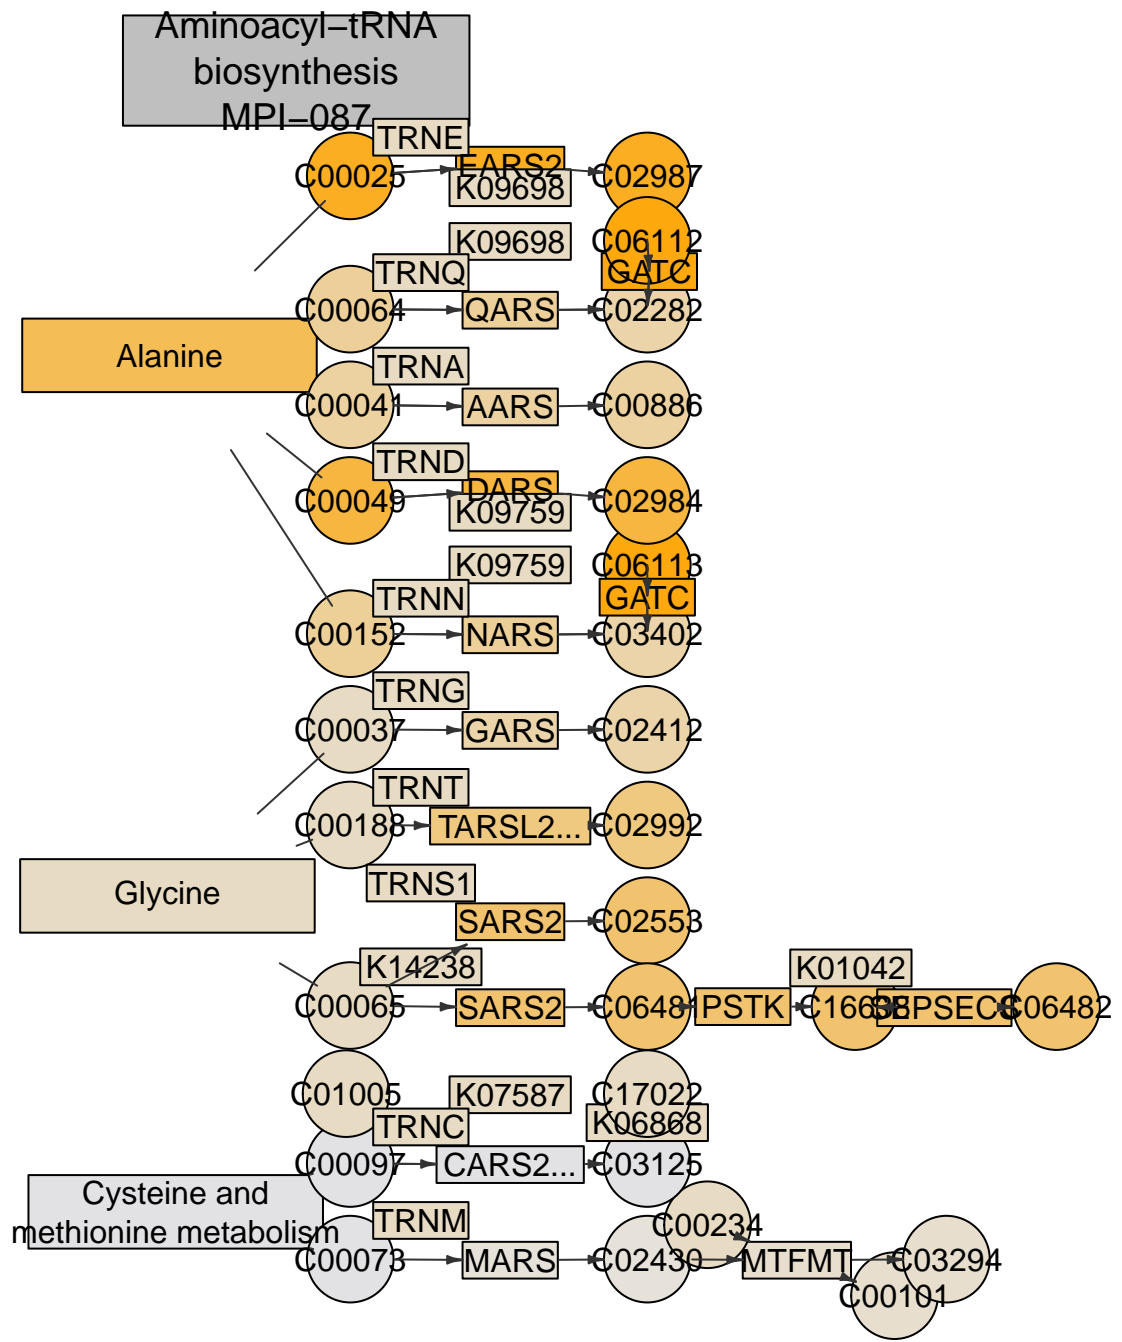 Aminoacyl−tRNA
biosynthesis
MPI−087
TRNE
C00025
EARS2
K09698
C02987
K09698
C06112
TRNQ
GATC
C00064
QARS
C02282
Alanine
TRNA
C00041
AARS
C00886
TRND
C00049
DARS
K09759
C02984
K09759
C06113
TRNN
GATC
C00152
NARS
C03402
TRNG
C00037
GARS
C02412
TRNT
C00188
TARSL2...
C02992
Glycine
TRNS1
SARS2
C02553
K14238
K01042
C00065
SARS2
C06481
PSTK
C16638
SEPSECS
C06482
C01005
K07587
C17022
TRNC
K06868
C00097
CARS2...
C03125
Cysteine and
methionine metabolism
TRNM
C00234
C00073
MARS
C02430
MTFMT
C03294
C00101